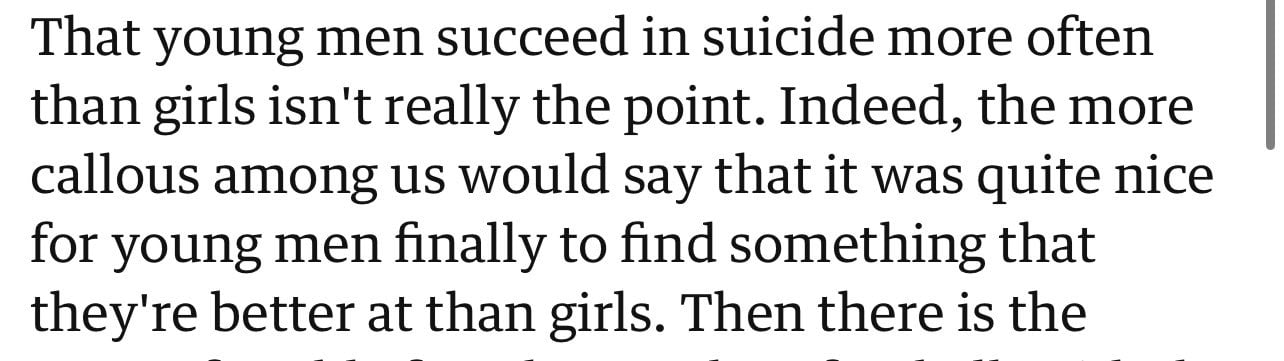 That young men succeed in suicide more often
than girls isn't really the point. Indeed, the more
callous among us would say that it was quite nice
for young men finally to find something that
they're better at than girls. Then there is the